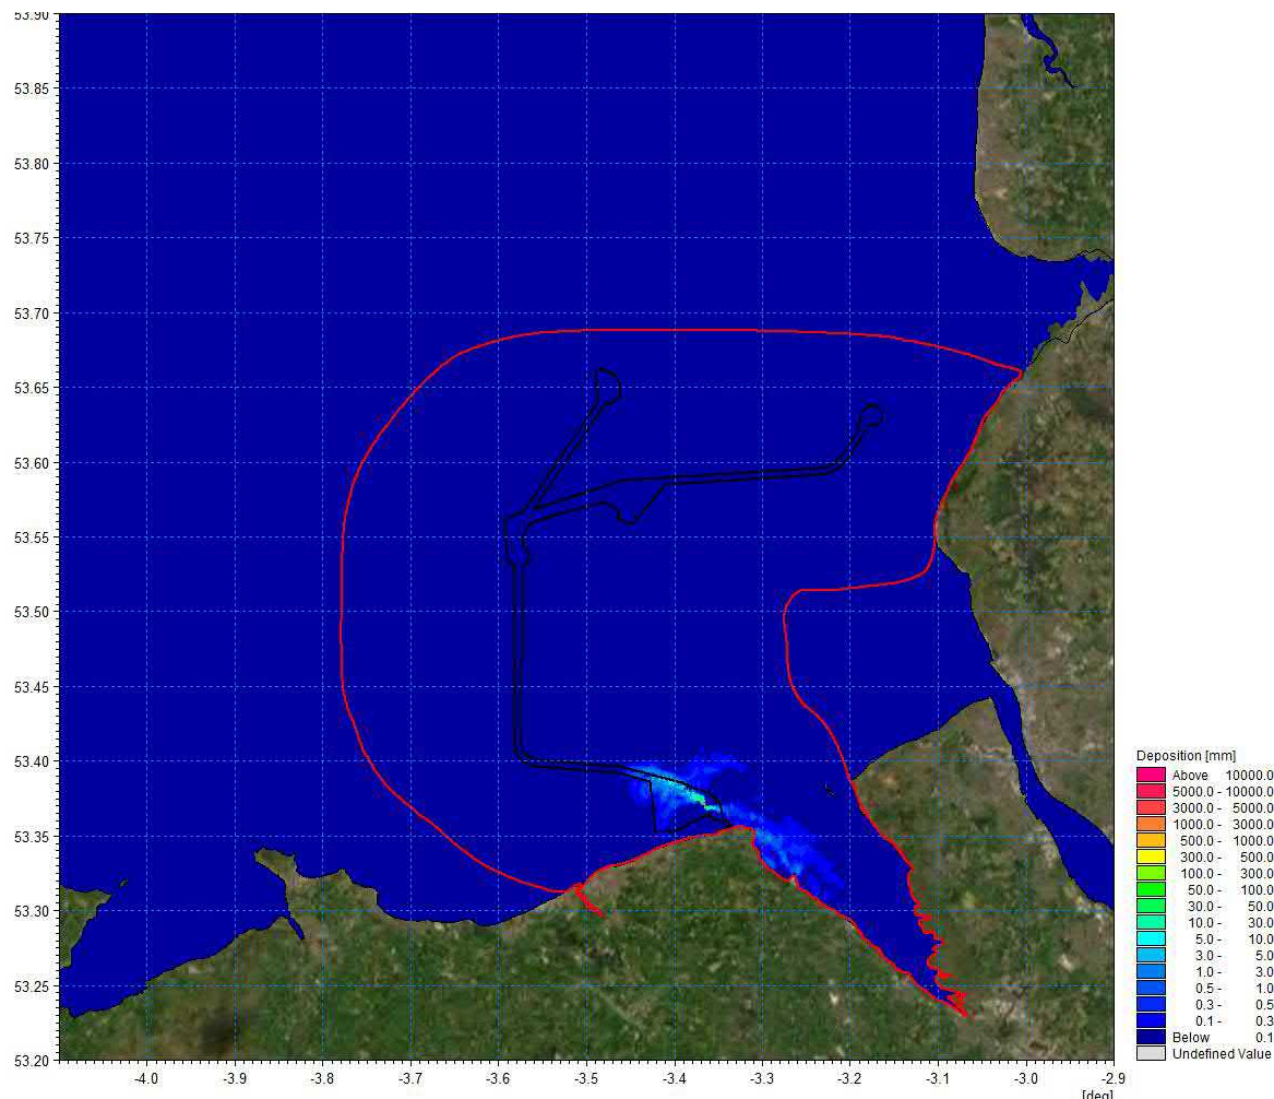 53.90
53.85
53.80
53.75
53.70
53.65
53.60
53.55
53.50
53.45
53.40
53.35
53.30
53.25
53.20
-4.0 -3.9 -3.8 -3.7 -3.6 -3.5 -3.4 -3.3 -3.2 -3.1 -3.0 -2.9
[deg]
Deposition [mm]
Above 10000.0
5000.0 - 10000.0
3000.0 - 5000.0
1000.0 - 3000.0
500.0 - 1000.0
300.0 - 500.0
100.0 - 300.0
50.0 - 100.0
30.0 - 50.0
10.0 - 30.0
5.0 - 10.0
3.0 - 5.0
1.0 - 3.0
0.5 - 1.0
0.3 - 0.5
0.1 - 0.3
Below 0.1
Undefined Value